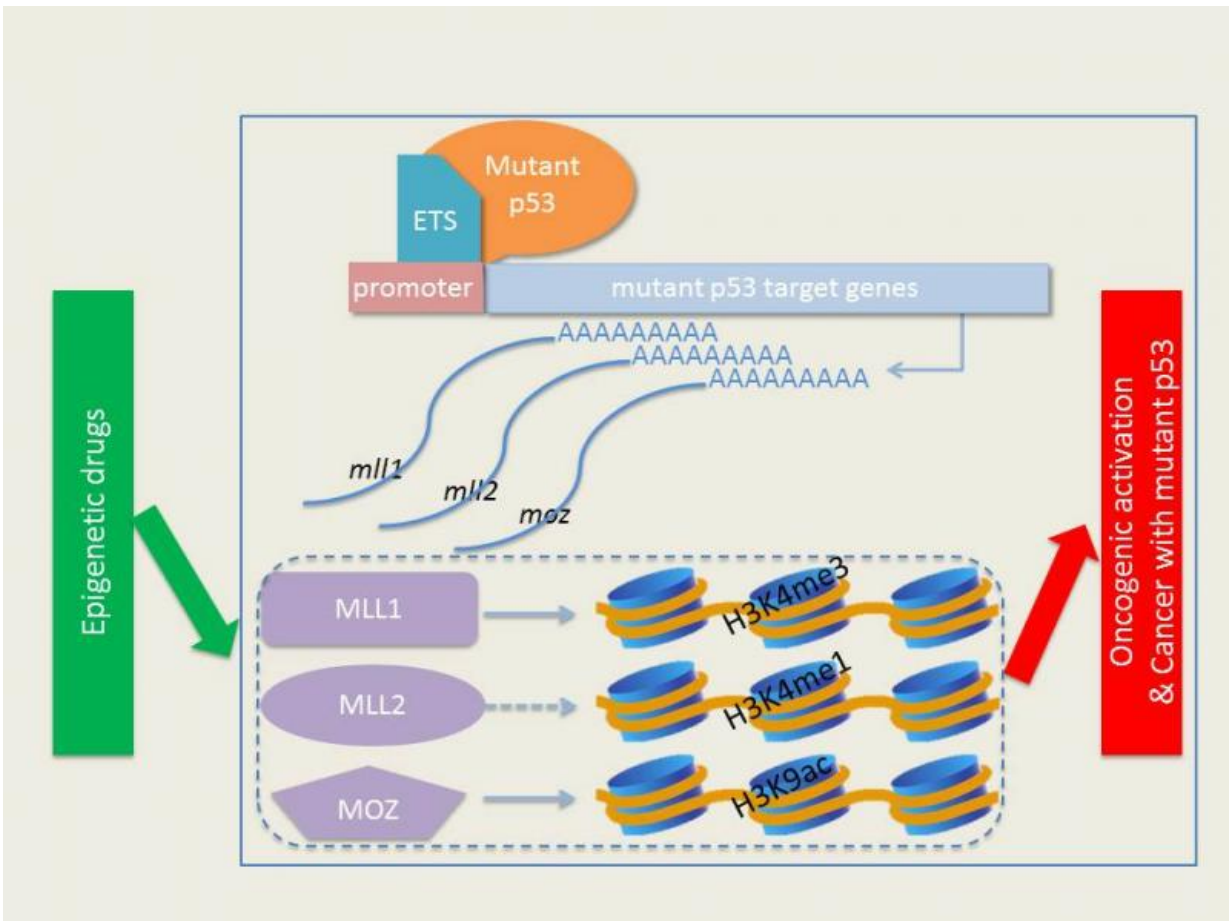 Mutant
p53
ETS
promoter
mutant p53 target genes
AAAAAAAAA
AAAAAAAAA
AAAAAAAAA
mll1
mll2
moz
Epigenetic drugs
MLL1
H3K4me3
MLL2
H3K4me1
MOZ
H3K9ac
Oncogenic activation
& Cancer with mutant p53